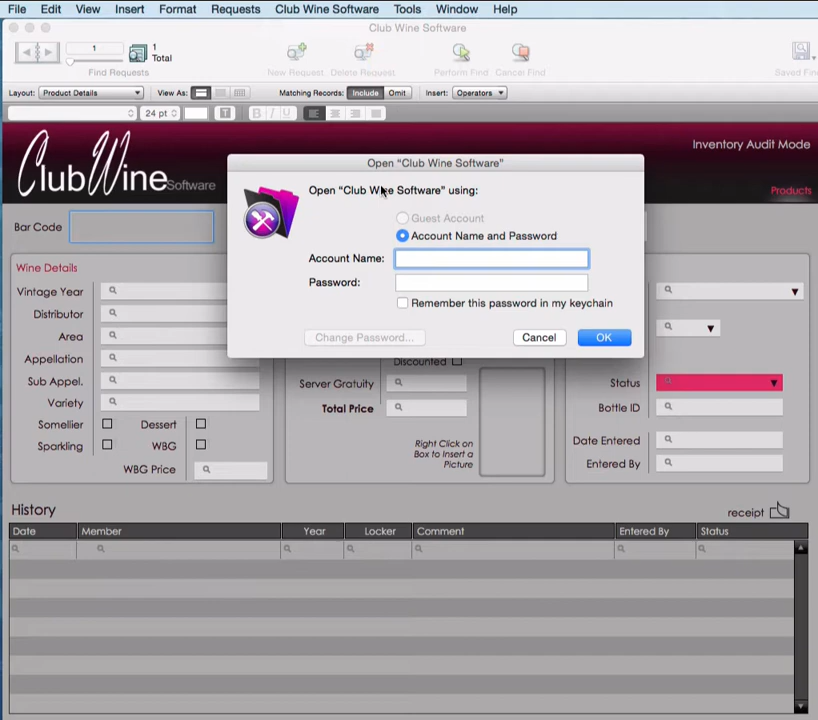 File Edit View Insert Format Requests Club Wine Software Tools Window Help
Club Wine Software
1 1 Total
Find Requests New Request Delete Request Perform Find Cancel Find Saved Fin
Layout: Product Details View As: Matching Records: Include Omit Insert: Operators
24 pt T B I U
ClubWine Software
Inventory Audit Mode
Products
Open “Club Wine Software”
Open “Club Wine Software” using:
Guest Account
Account Name and Password
Account Name:
Password:
Remember this password in my keychain
Change Password... Cancel OK
Bar Code
Wine Details
Vintage Year
Distributor
Area
Appellation
Sub Appel.
Variety
Somellier Dessert
Sparkling WBG
WBG Price
Discounted
Server Gratuity
Total Price
Right Click on
Box to Insert a
Picture
Status
Bottle ID
Date Entered
Entered By
History
receipt
Date Member Year Locker Comment Entered By Status